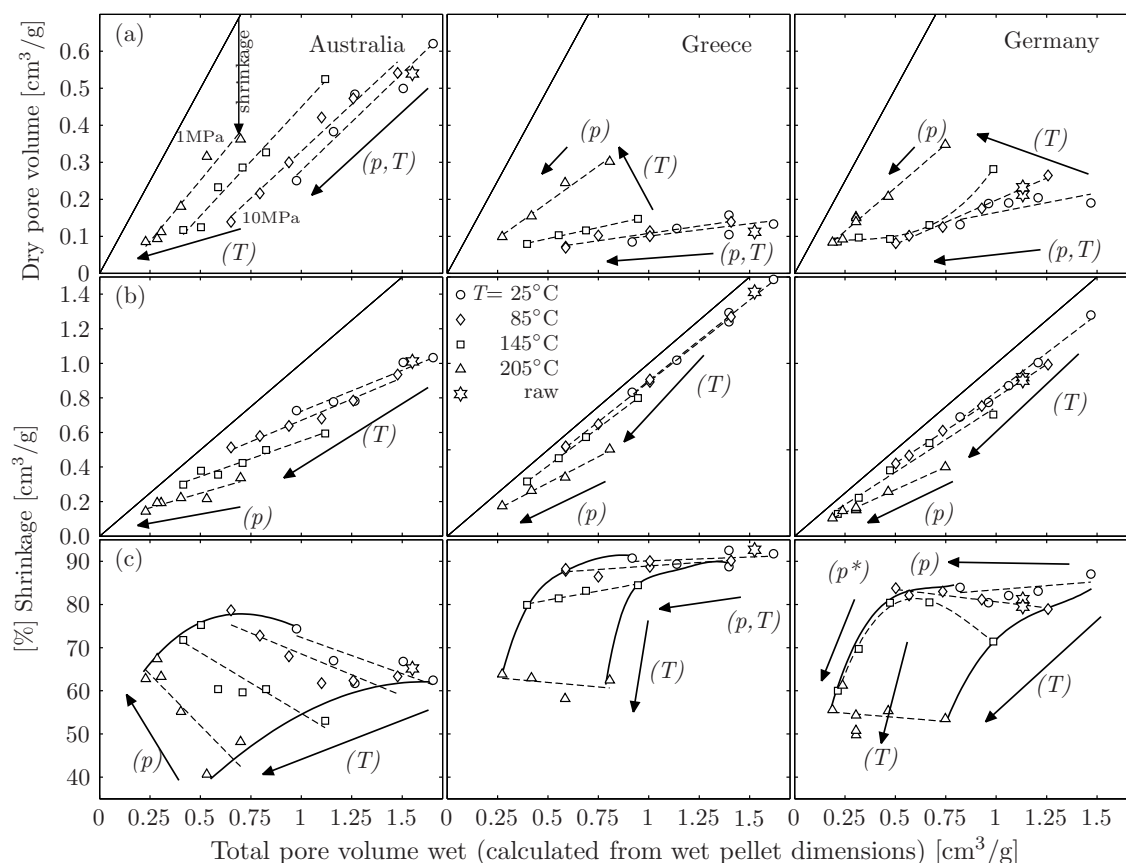 (a)
Australia
Greece
Germany
Dry pore volume [cm³/g]
0.6
0.5
0.4
0.3
0.2
0.1
0
shrinkage
1MPa
10MPa
(p,T)
(T)
(p)
(T)
(p,T)
(T)
(p)
(p,T)
(b)
[%] Shrinkage [cm³/g]
1.4
1.2
1.0
0.8
0.6
0.4
0.2
0.0
T= 25°C
85°C
145°C
205°C
raw
(T)
(p)
(T)
(p)
(T)
(p)
(c)
90
80
70
60
50
40
(p)
(T)
(p,T)
(T)
(p*)
(p)
(T)
(T)
0 0.25 0.5 0.75 1 1.25 1.5 0 0.25 0.5 0.75 1 1.25 1.5 0 0.25 0.5 0.75 1 1.25 1.5
Total pore volume wet (calculated from wet pellet dimensions) [cm³/g]